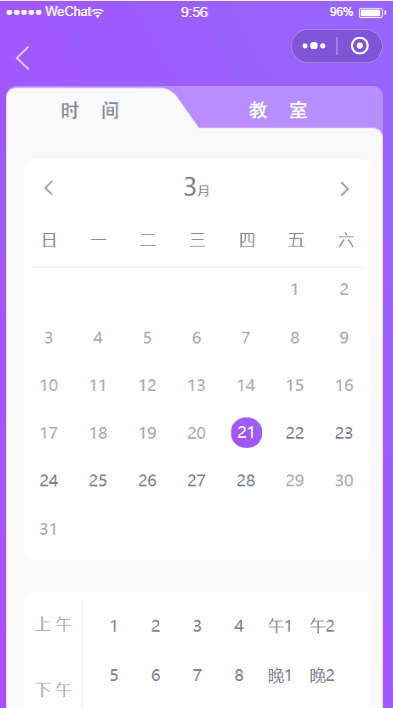 WeChat 9:56 96%
时 间 教 室
3月
日 一 二 三 四 五 六
1 2
3 4 5 6 7 8 9
10 11 12 13 14 15 16
17 18 19 20 21 22 23
24 25 26 27 28 29 30
31
上午 1 2 3 4 午1 午2
下午 5 6 7 8 晚1 晚2